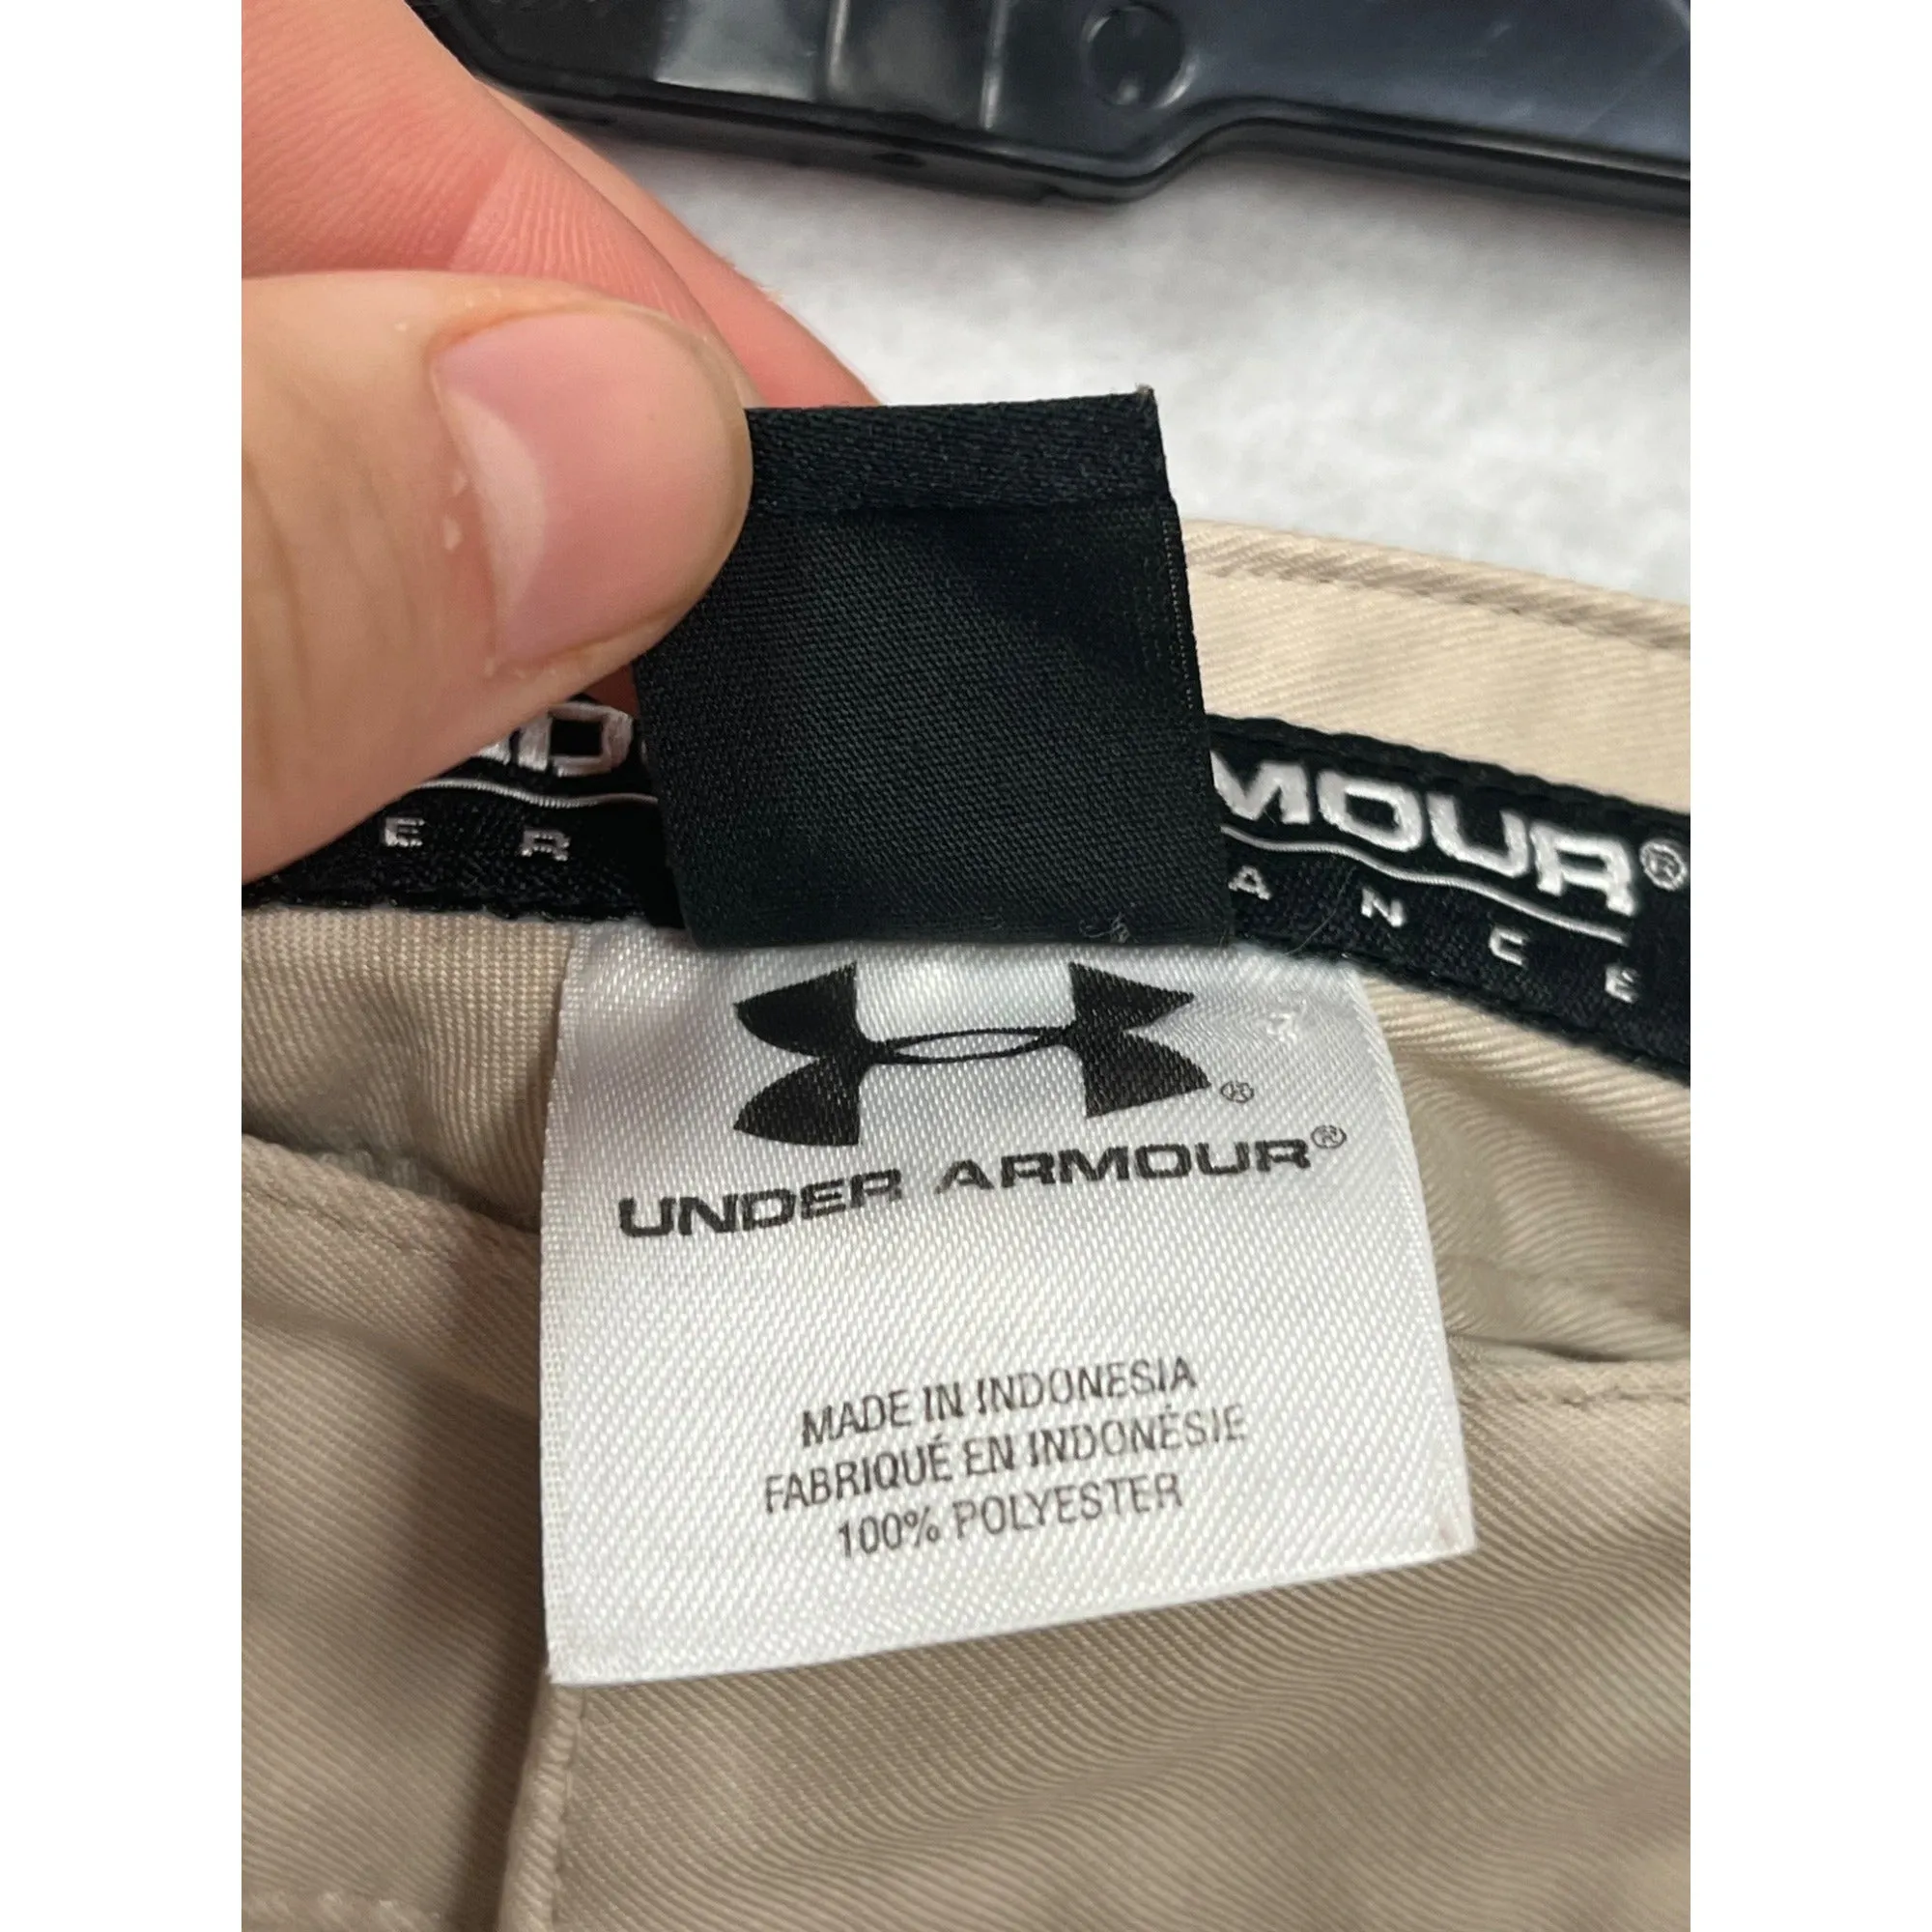 MOUR®
E R
A N C E
UNDER ARMOUR®
MADE IN INDONESIA
FABRIQUÉ EN INDONÉSIE
100% POLYESTER